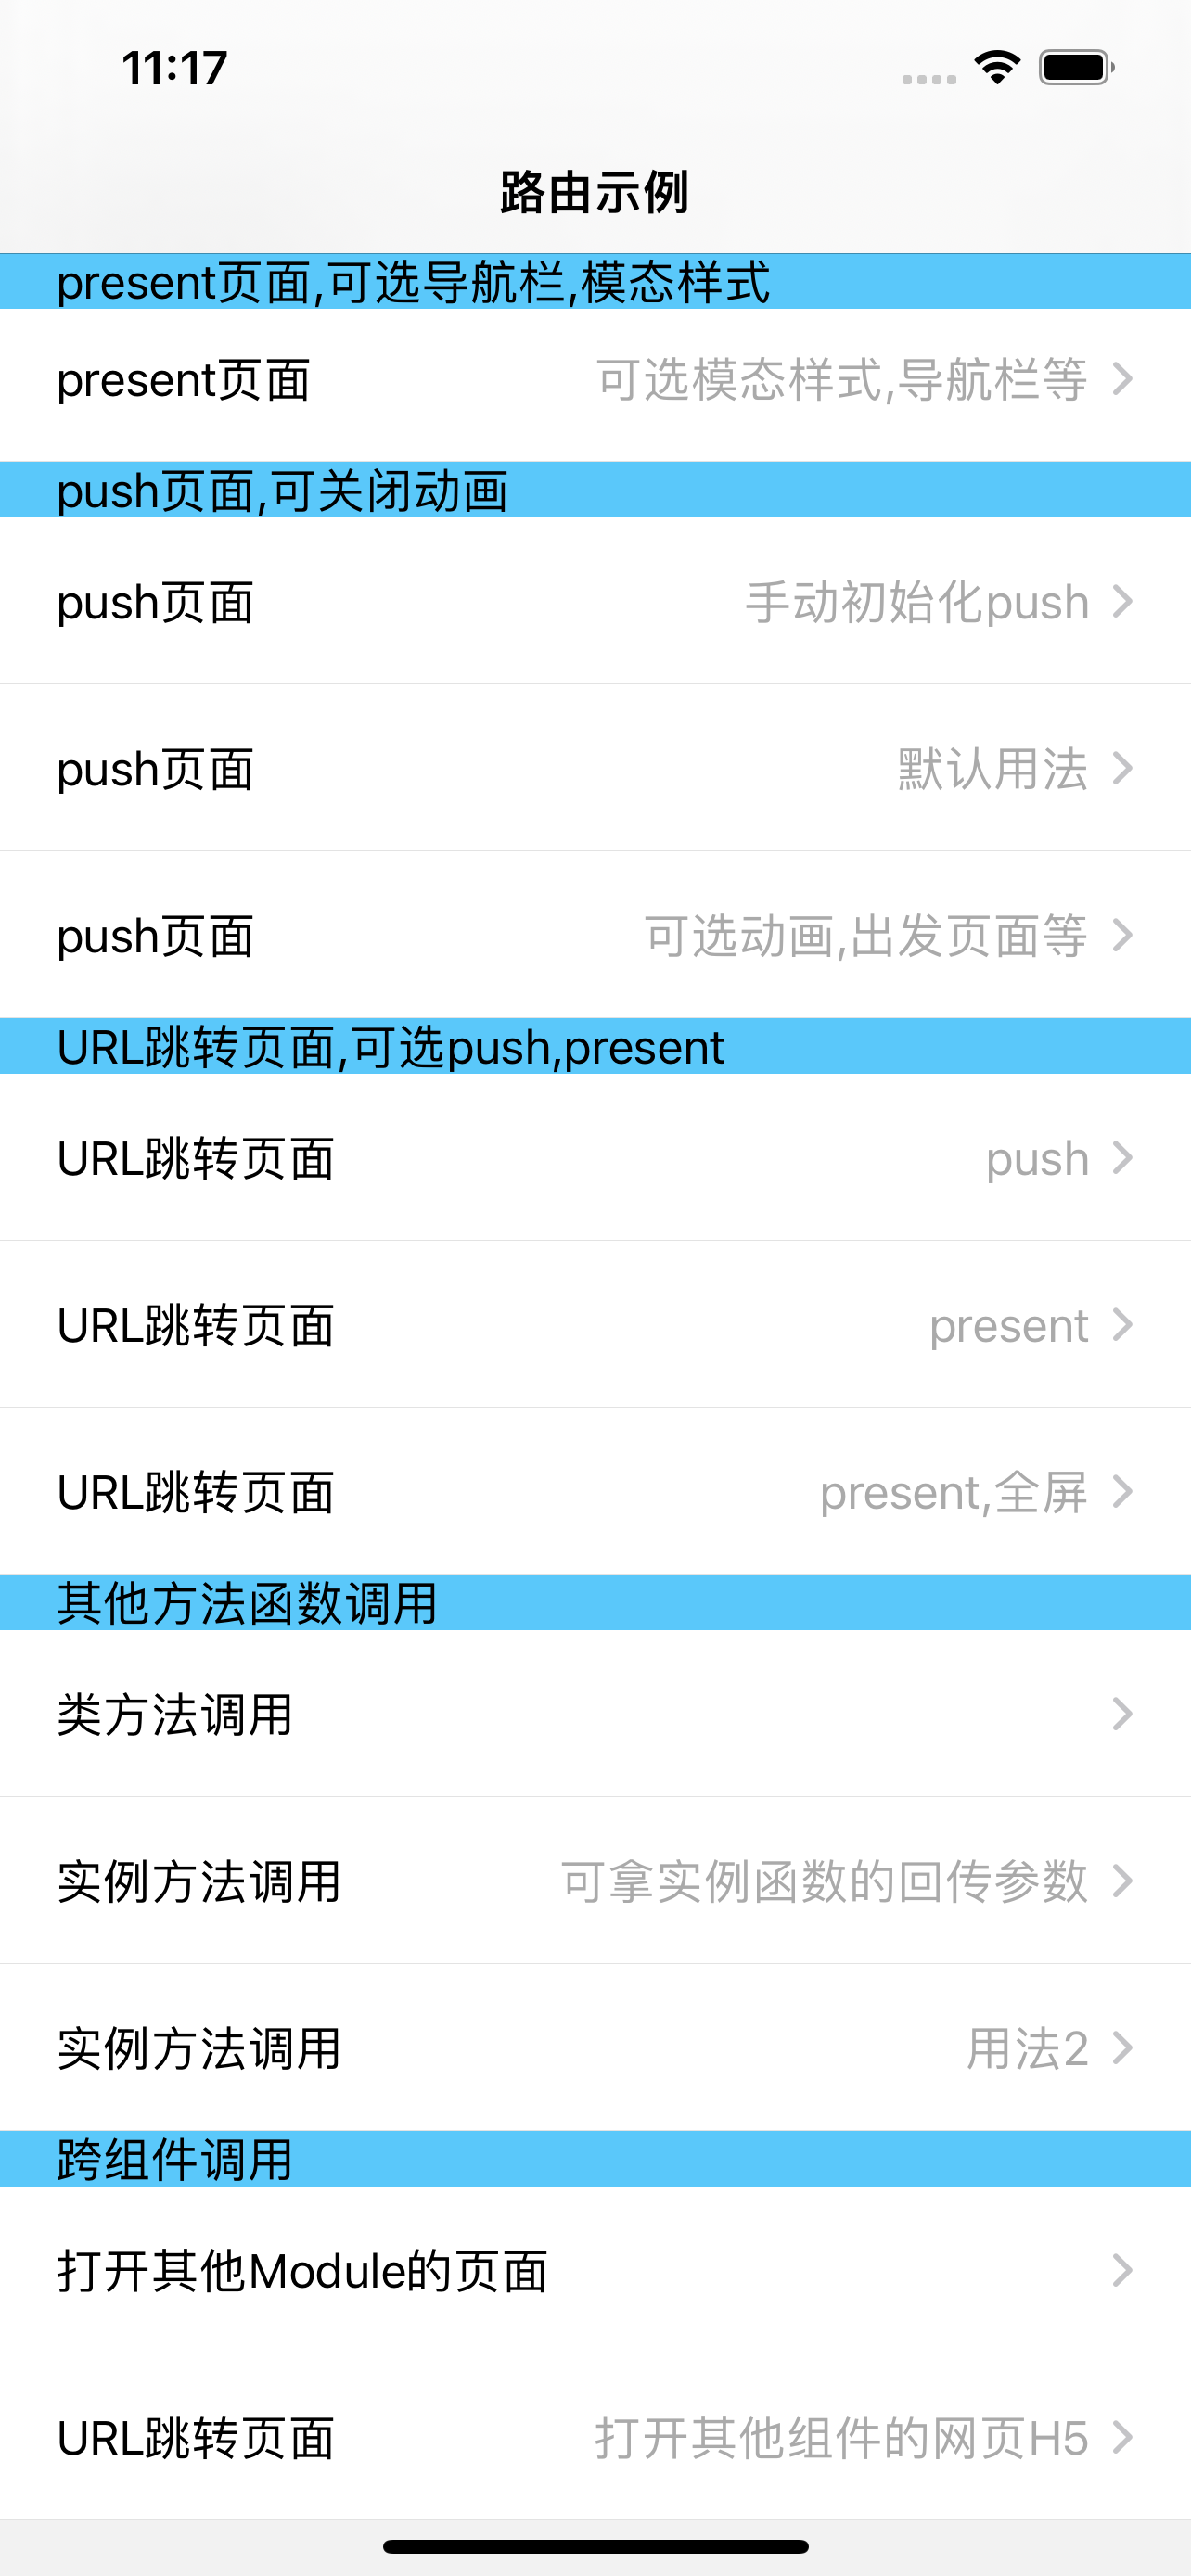 11:17
路由示例
present页面,可选导航栏,模态样式
present页面 可选模态样式,导航栏等
push页面,可关闭动画
push页面 手动初始化push
push页面 默认用法
push页面 可选动画,出发页面等
URL跳转页面,可选push,present
URL跳转页面 push
URL跳转页面 present
URL跳转页面 present,全屏
其他方法函数调用
类方法调用
实例方法调用 可拿实例函数的回传参数
实例方法调用 用法2
跨组件调用
打开其他Module的页面
URL跳转页面 打开其他组件的网页H5